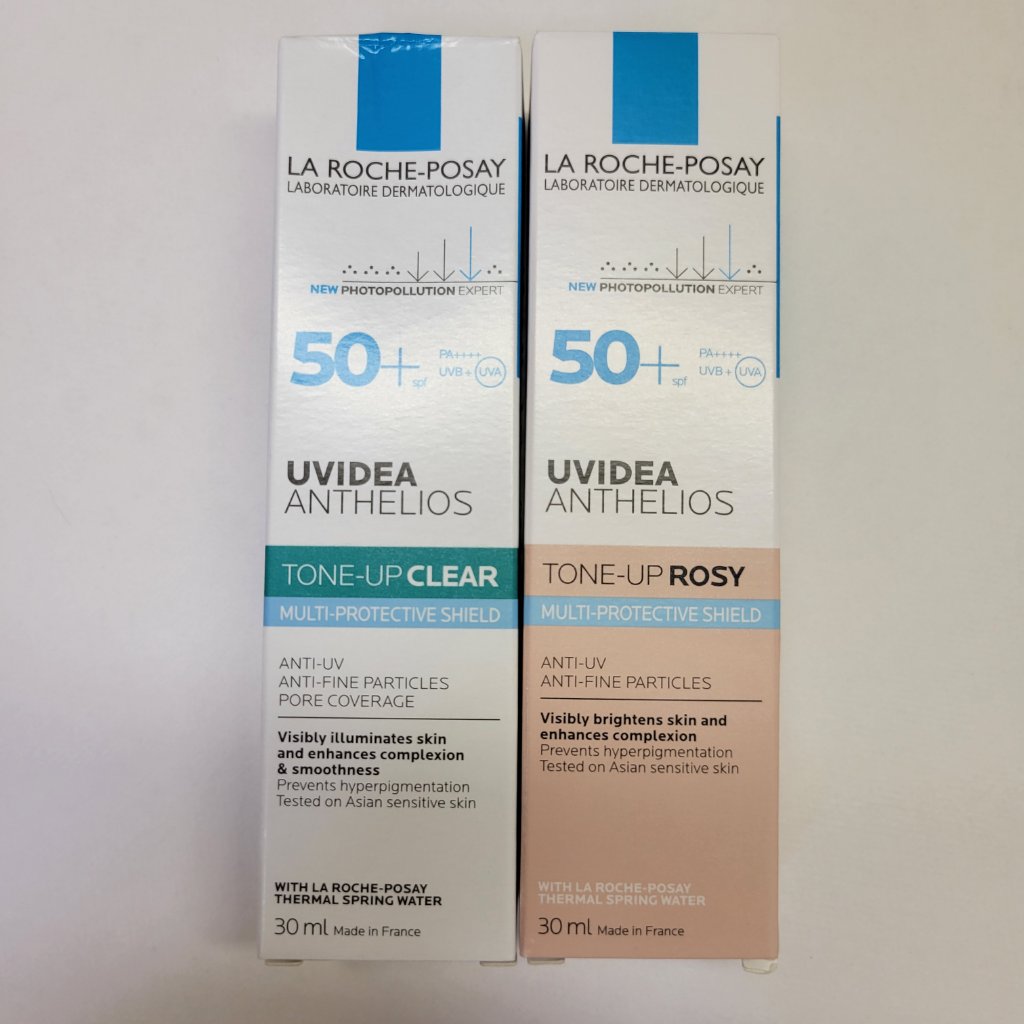 LA ROCHE-POSAY
LABORATOIRE DERMATOLOGIQUE
NEW PHOTOPOLLUTION EXPERT
50+ spf
PA++++
UVB + UVA
UVIDEA
ANTHELIOS
TONE-UP CLEAR
MULTI-PROTECTIVE SHIELD
ANTI-UV
ANTI-FINE PARTICLES
PORE COVERAGE
Visibly illuminates skin
and enhances complexion
& smoothness
Prevents hyperpigmentation
Tested on Asian sensitive skin
WITH LA ROCHE-POSAY
THERMAL SPRING WATER
30 ml Made in France
LA ROCHE-POSAY
LABORATOIRE DERMATOLOGIQUE
NEW PHOTOPOLLUTION EXPERT
50+ spf
PA++++
UVB + UVA
UVIDEA
ANTHELIOS
TONE-UP ROSY
MULTI-PROTECTIVE SHIELD
ANTI-UV
ANTI-FINE PARTICLES
Visibly brightens skin and
enhances complexion
Prevents hyperpigmentation
Tested on Asian sensitive skin
WITH LA ROCHE-POSAY
THERMAL SPRING WATER
30 ml Made in France